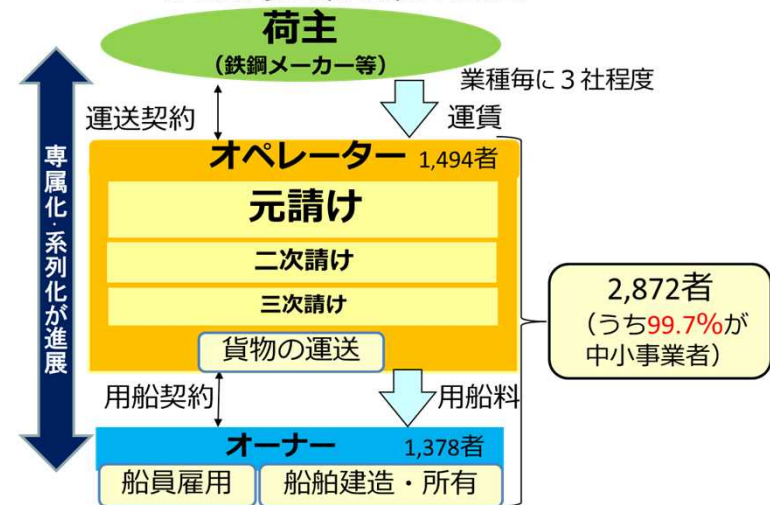 荷主
(鉄鋼メーカー等)
業種毎に３社程度
運送契約
運賃
専属化・系列化が進展
オペレーター 1,494者
元請け
二次請け
三次請け
貨物の運送
2,872者
（うち99.7%が
中小事業者）
用船契約
用船料
オーナー 1,378者
船員雇用
船舶建造・所有